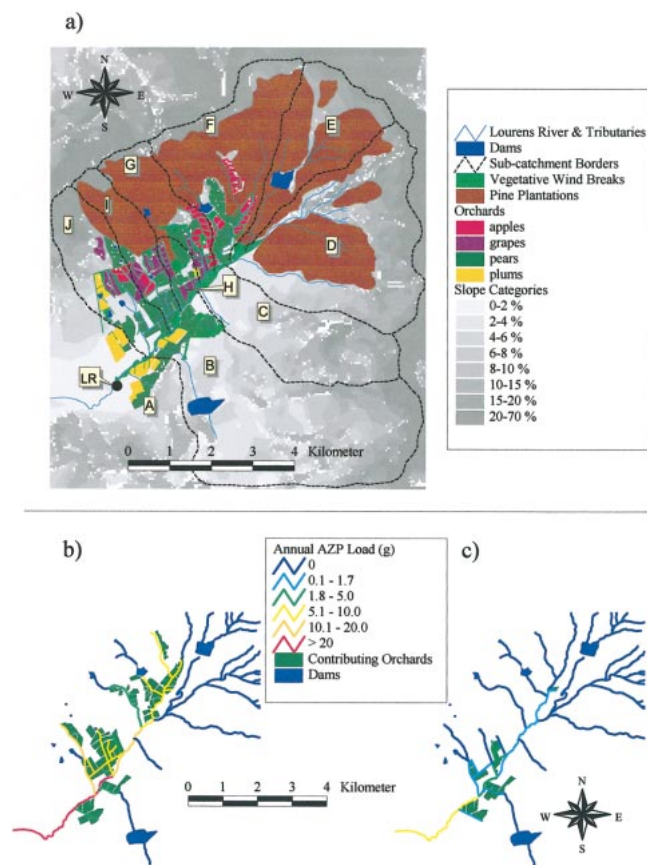 a)
N
W E
S
F
E
G
I
J
D
H
C
LR
B
A
0 1 2 3 4 Kilometer
Lourens River & Tributaries
Dams
Sub-catchment Borders
Vegetative Wind Breaks
Pine Plantations
Orchards
apples
grapes
pears
plums
Slope Categories
0-2 %
2-4 %
4-6 %
6-8 %
8-10 %
10-15 %
15-20 %
20-70 %
b)
Annual AZP Load (g)
0
0.1 - 1.7
1.8 - 5.0
5.1 - 10.0
10.1 - 20.0
> 20
Contributing Orchards
Dams
c)
0 1 2 3 4 Kilometer
N
W E
S